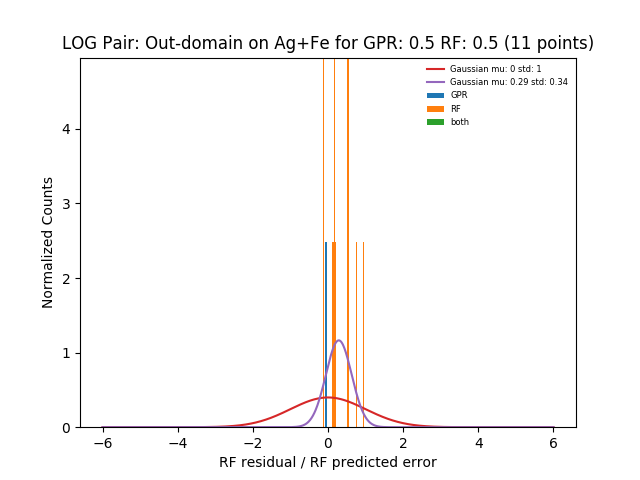 LOG Pair: Out-domain on Ag+Fe for GPR: 0.5 RF: 0.5 (11 points)
Gaussian mu: 0 std: 1
Gaussian mu: 0.29 std: 0.34
GPR
RF
both
Normalized Counts
4
3
2
1
0
−6 −4 −2 0 2 4 6
RF residual / RF predicted error